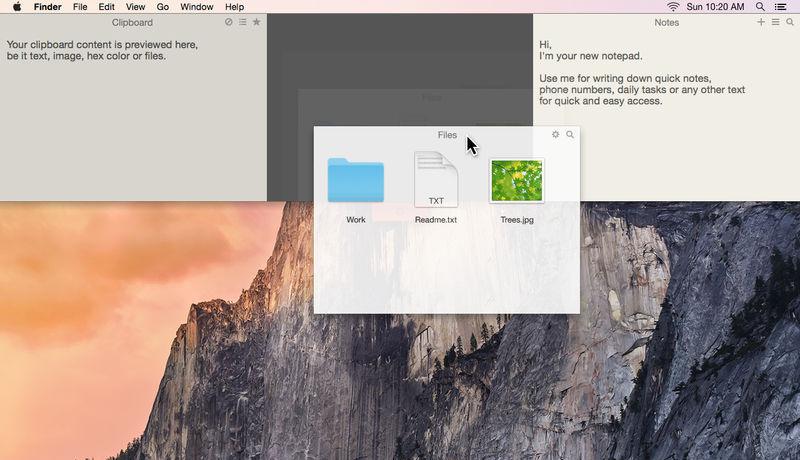 Finder File Edit View Go Window Help Sun 10:20 AM
Clipboard
Your clipboard content is previewed here,
be it text, image, hex color or files.
Notes
Hi,
I'm your new notepad.
Use me for writing down quick notes,
phone numbers, daily tasks or any other text
for quick and easy access.
Files
TXT
Work
Readme.txt
Trees.jpg